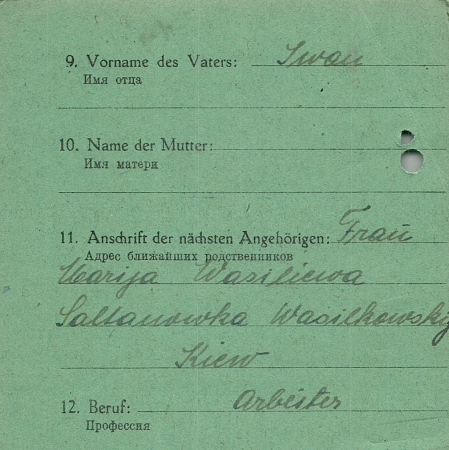 9. Vorname des Vaters: Iwan
Имя отца
10. Name der Mutter:
Имя матери
11. Anschrift der nächsten Angehörigen: Frau
Адрес ближайших родственников
Marija Wasiliewa
Saltanowka Wasilkowsky
Kiew
12. Beruf: Arbeiter
Профессия